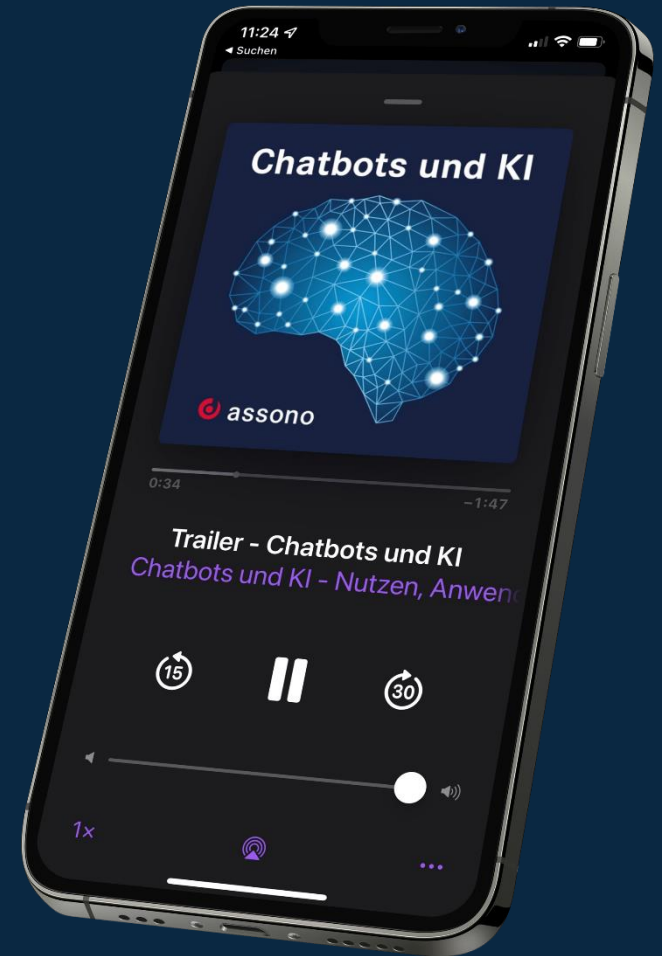 11:24
◀ Suchen
Chatbots und KI
assono
0:34
-1:47
Trailer - Chatbots und KI
Chatbots und KI - Nutzen, Anwen
15
30
1×